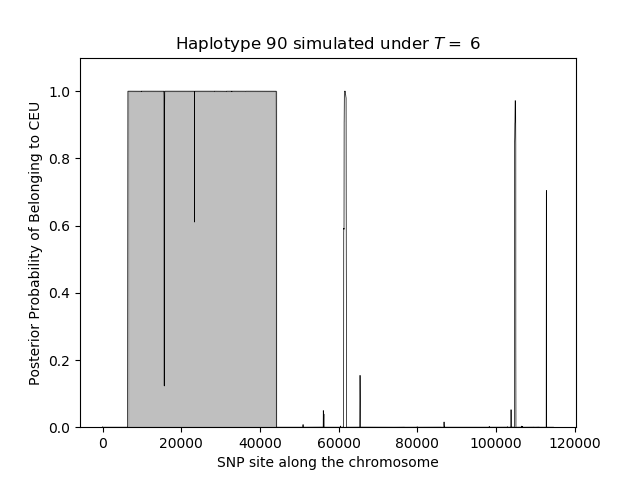 Haplotype 90 simulated under T = 6
1.0
0.8
0.6
0.4
0.2
0.0
Posterior Probability of Belonging to CEU
0 20000 40000 60000 80000 100000 120000
SNP site along the chromosome